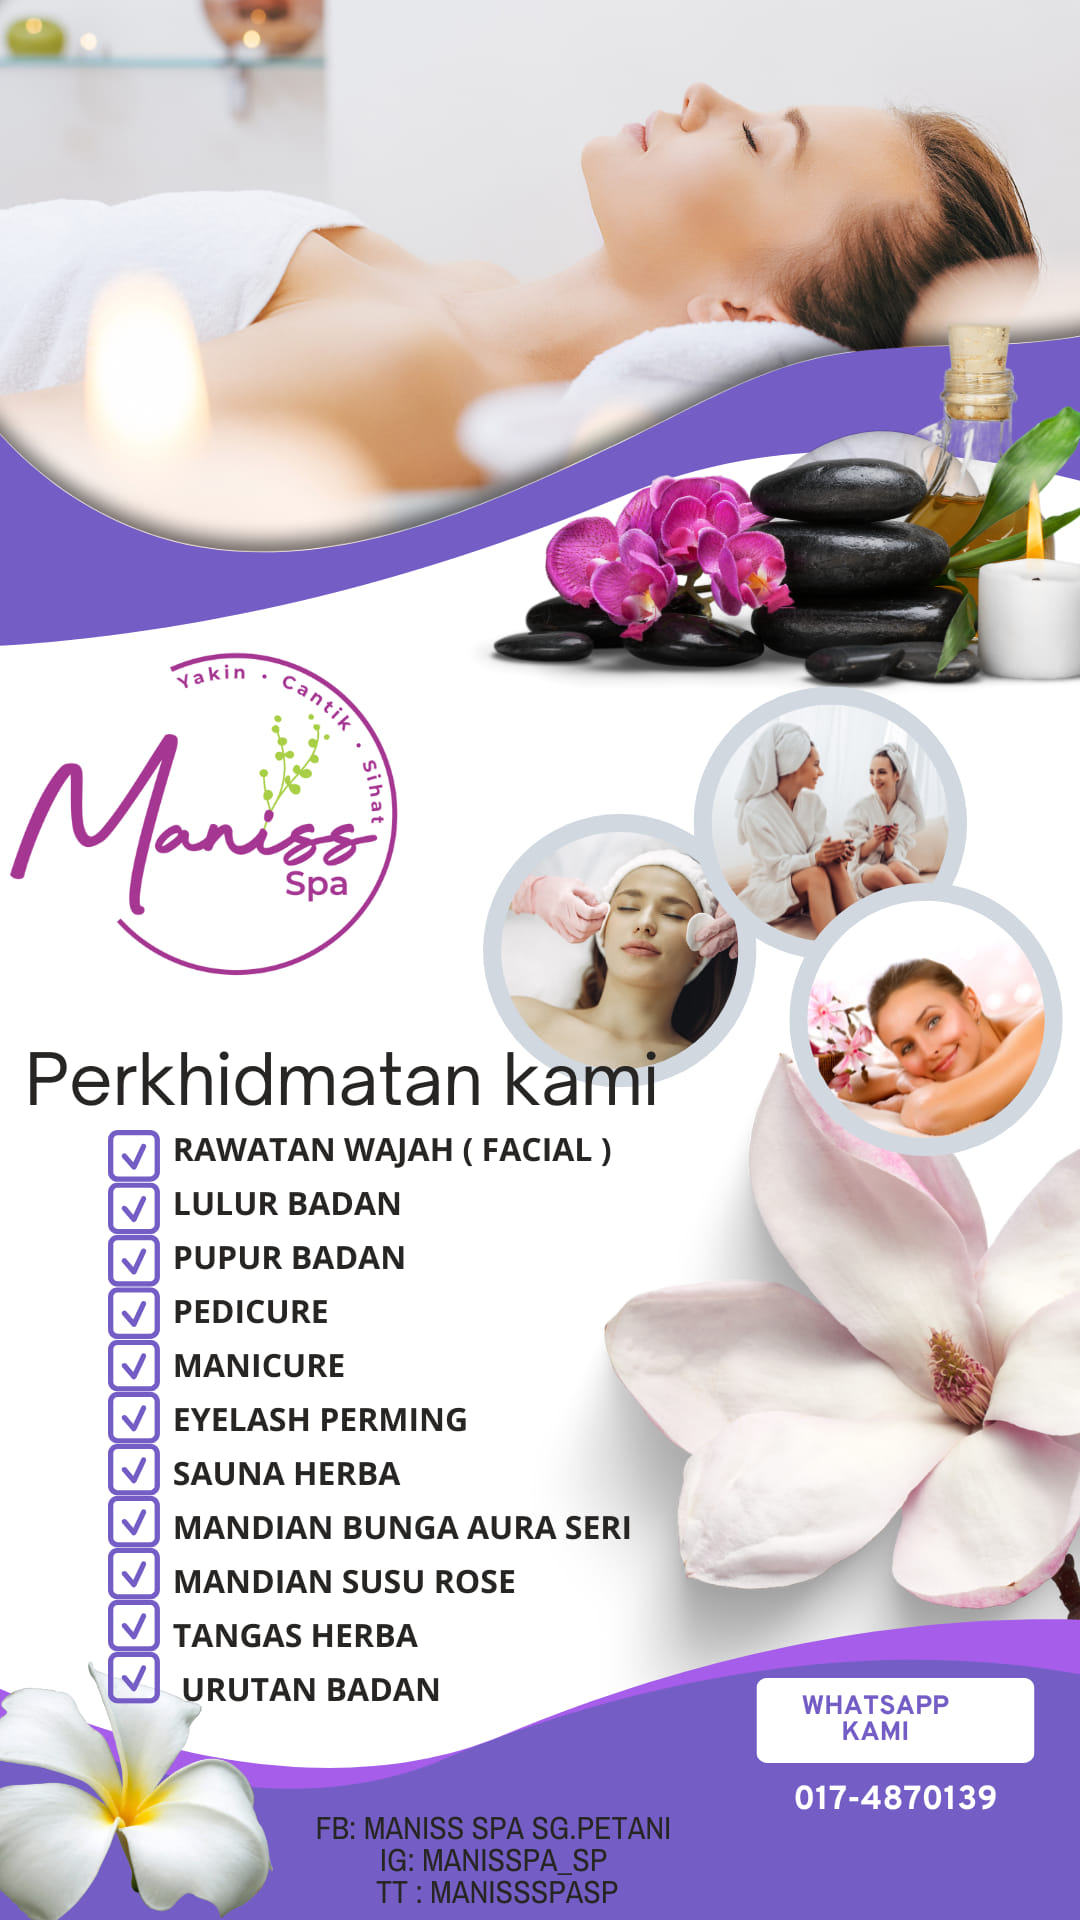 Yakin · Cantik · Sihat
Maniss
Spa
Perkhidmatan kami
RAWATAN WAJAH ( FACIAL )
LULUR BADAN
PUPUR BADAN
PEDICURE
MANICURE
EYELASH PERMING
SAUNA HERBA
MANDIAN BUNGA AURA SERI
MANDIAN SUSU ROSE
TANGAS HERBA
URUTAN BADAN
WHATSAPP
KAMI
017-4870139
FB: MANISS SPA SG.PETANI
IG: MANISSPA_SP
TT : MANISSSPASP